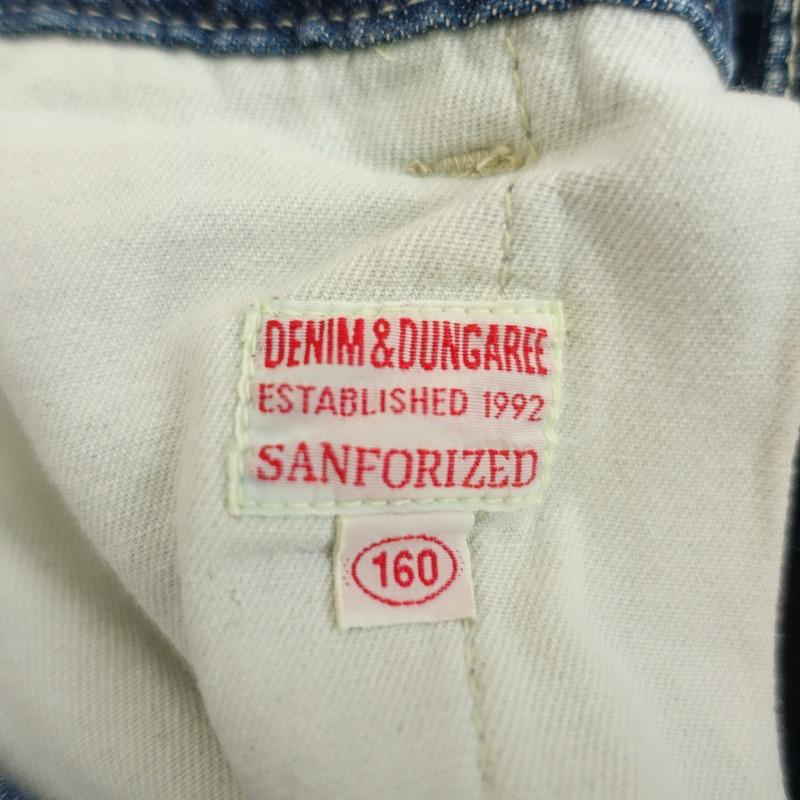 DENIM & DUNGAREE
ESTABLISHED 1992
SANFORIZED
160